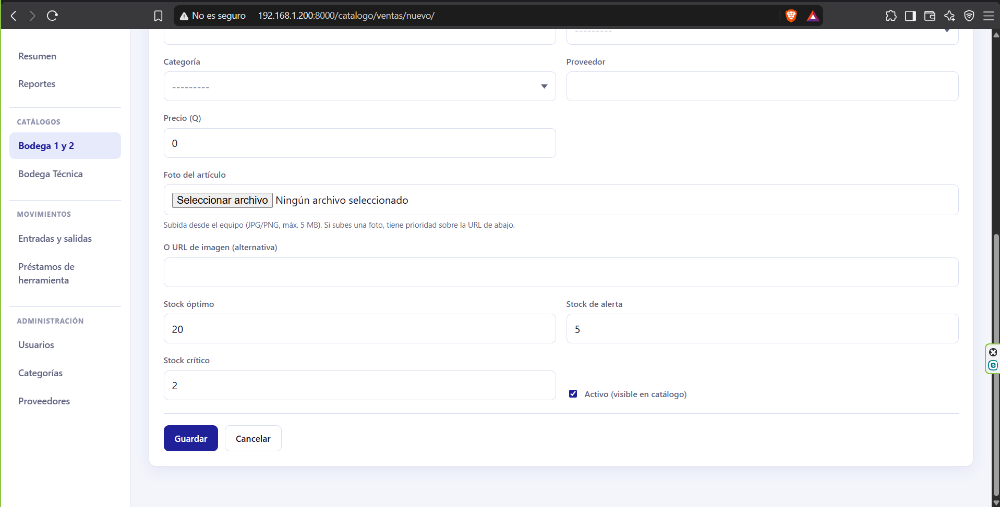 No es seguro 192.168.1.200:8000/catalogo/ventas/nuevo/
Resumen
Reportes
CATÁLOGOS
Bodega 1 y 2
Bodega Técnica
MOVIMIENTOS
Entradas y salidas
Préstamos de
herramienta
ADMINISTRACIÓN
Usuarios
Categorías
Proveedores
---------
Categoría
Proveedor
---------
Precio (Q)
0
Foto del artículo
Seleccionar archivo Ningún archivo seleccionado
Subida desde el equipo (JPG/PNG, máx. 5 MB). Si subes una foto, tiene prioridad sobre la URL de abajo.
O URL de imagen (alternativa)
Stock óptimo
Stock de alerta
20
5
Stock crítico
2
Activo (visible en catálogo)
Guardar
Cancelar